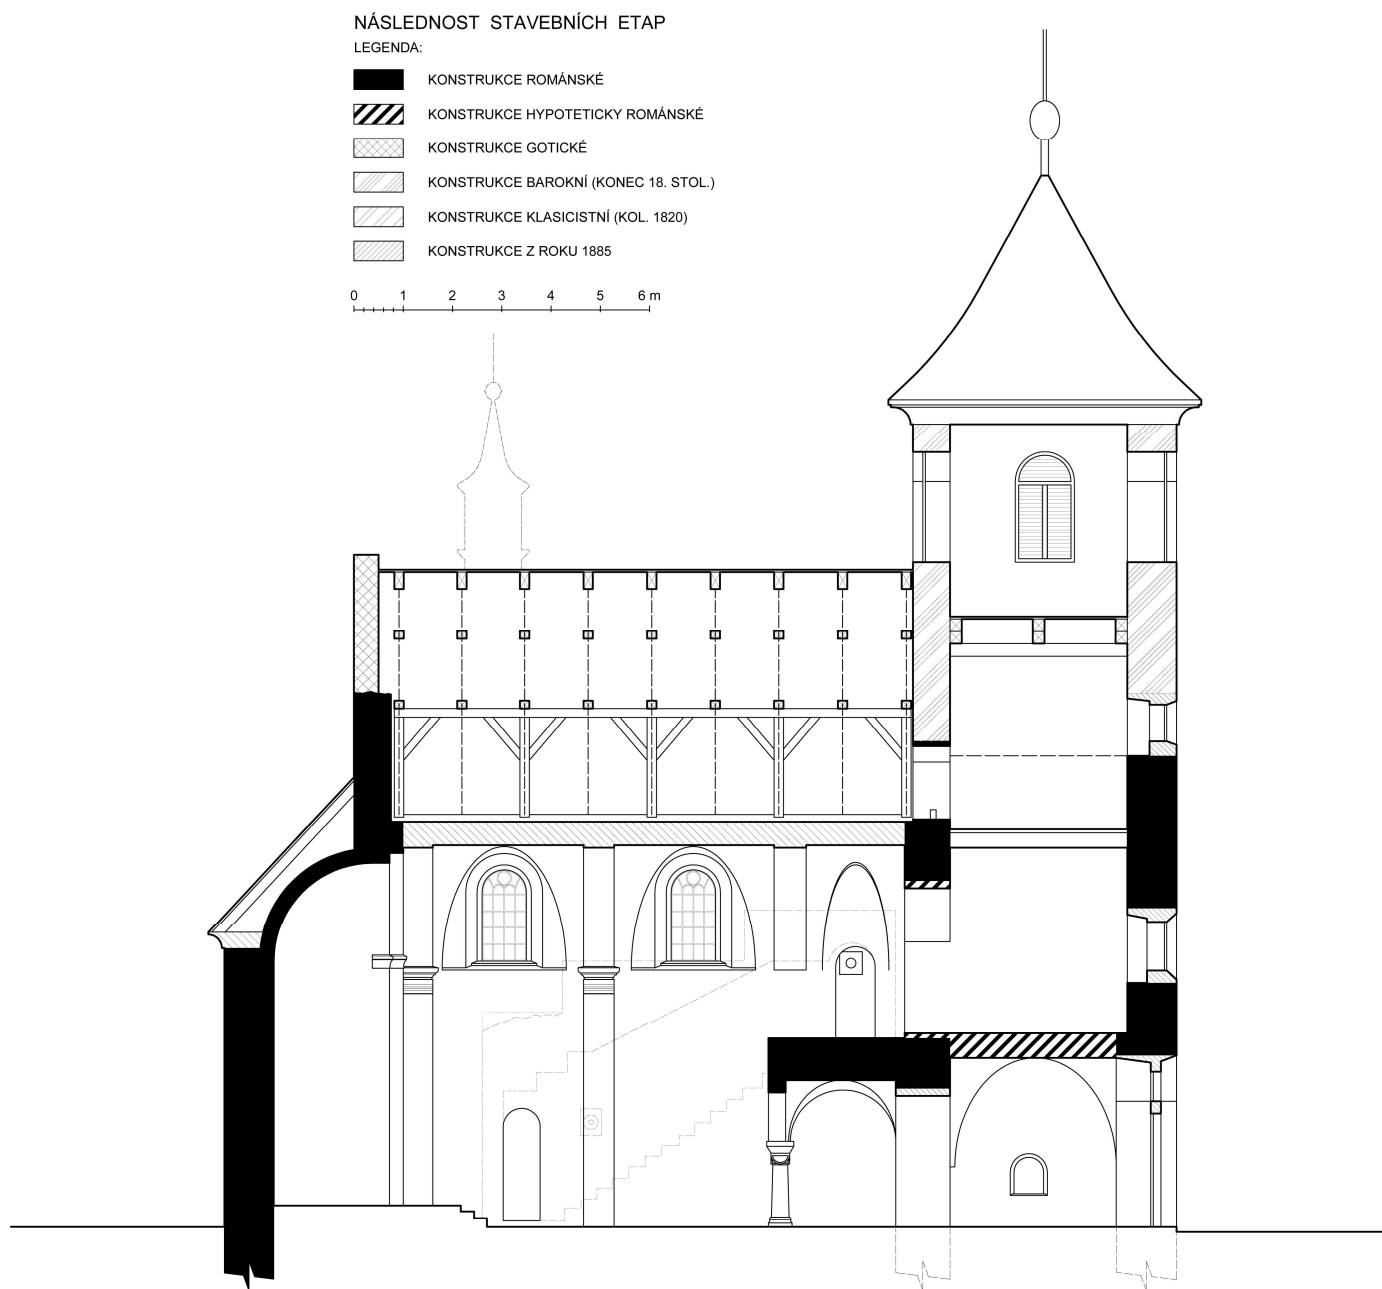 NÁSLEDNOST STAVEBNÍCH ETAP
LEGENDA:
KONSTRUKCE ROMÁNSKÉ
KONSTRUKCE HYPOTETICKY ROMÁNSKÉ
KONSTRUKCE GOTICKÉ
KONSTRUKCE BAROKNÍ (KONEC 18. STOL.)
KONSTRUKCE KLASICISTNÍ (KOL. 1820)
KONSTRUKCE Z ROKU 1885
0 1 2 3 4 5 6 m